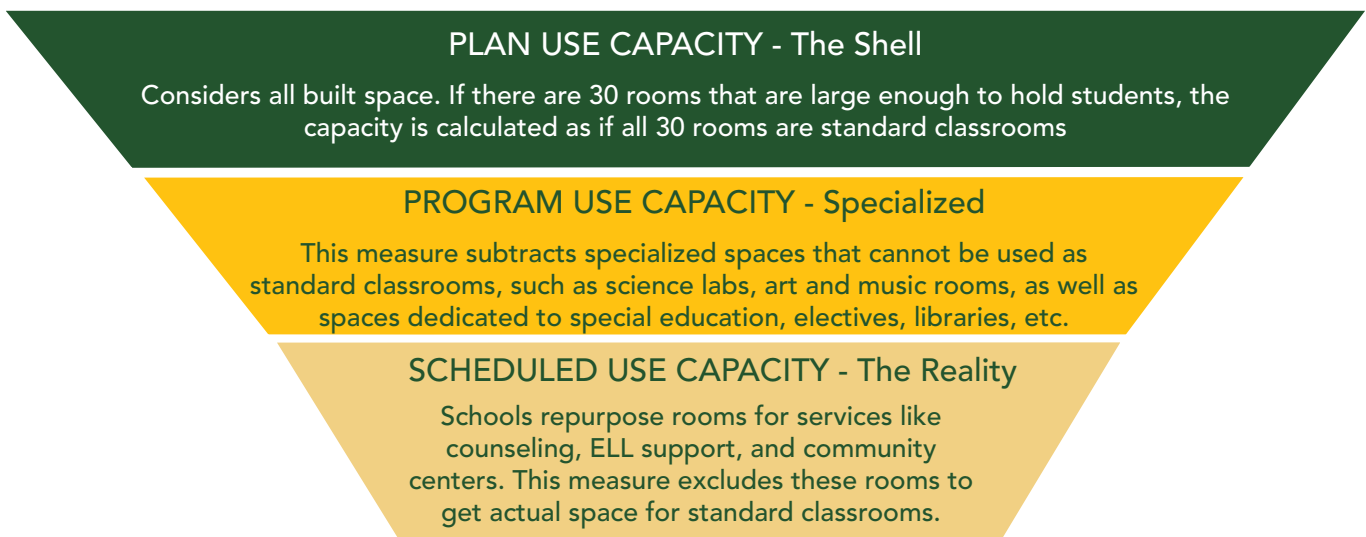 PLAN USE CAPACITY - The Shell
Considers all built space. If there are 30 rooms that are large enough to hold students, the
capacity is calculated as if all 30 rooms are standard classrooms
PROGRAM USE CAPACITY - Specialized
This measure subtracts specialized spaces that cannot be used as
standard classrooms, such as science labs, art and music rooms, as well as
spaces dedicated to special education, electives, libraries, etc.
SCHEDULED USE CAPACITY - The Reality
Schools repurpose rooms for services like
counseling, ELL support, and community
centers. This measure excludes these rooms to
get actual space for standard classrooms.